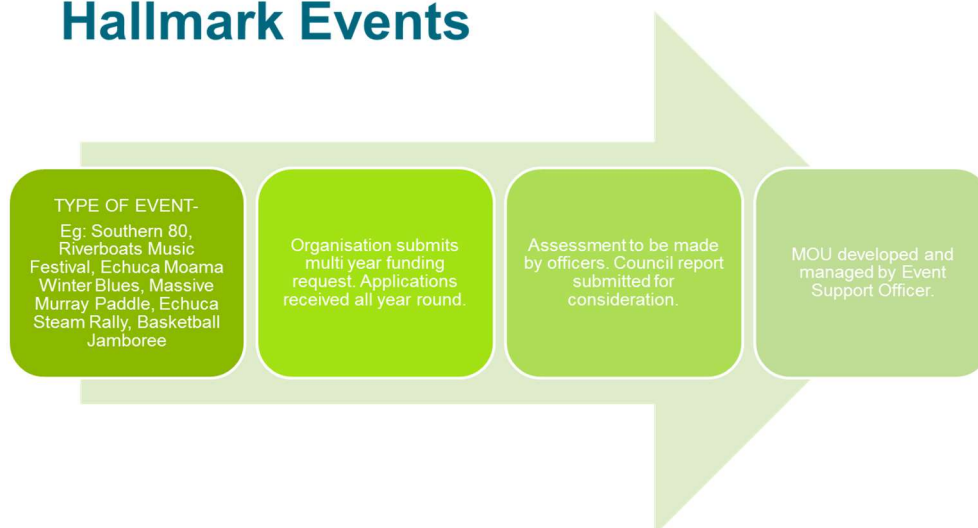 Hallmark Events
TYPE OF EVENT-
Eg: Southern 80,
Riverboats Music
Festival, Echuca Moama
Winter Blues, Massive
Murray Paddle, Echuca
Steam Rally, Basketball
Jamboree
Organisation submits
multi year funding
request. Applications
received all year round.
Assessment to be made
by officers. Council report
submitted for
consideration.
MOU developed and
managed by Event
Support Officer.